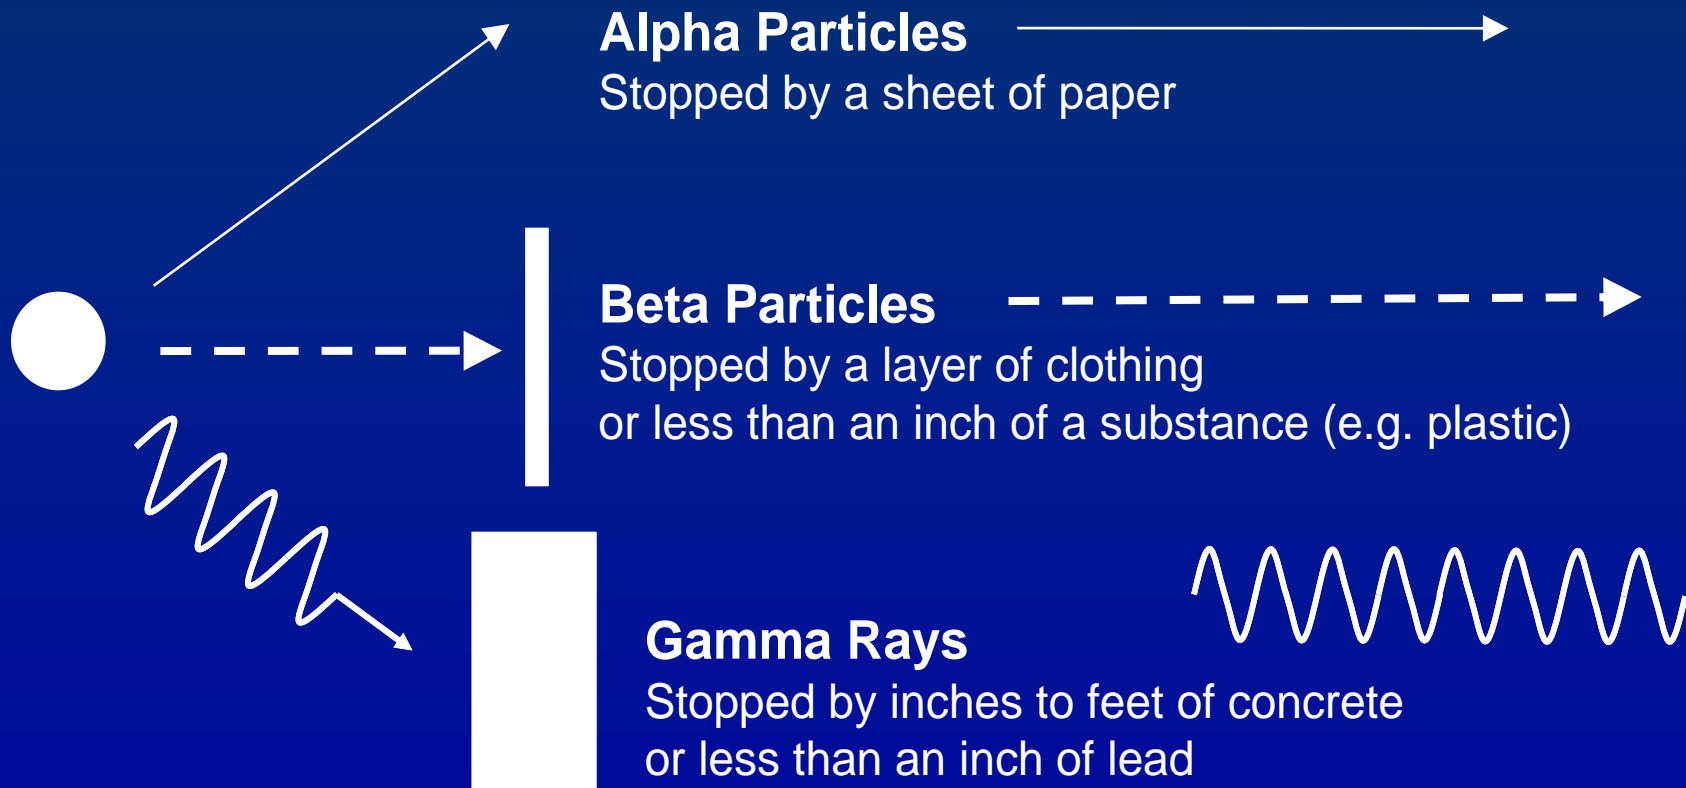 Alpha Particles
Stopped by a sheet of paper
Beta Particles
Stopped by a layer of clothing
or less than an inch of a substance (e.g. plastic)
Gamma Rays
Stopped by inches to feet of concrete
or less than an inch of lead